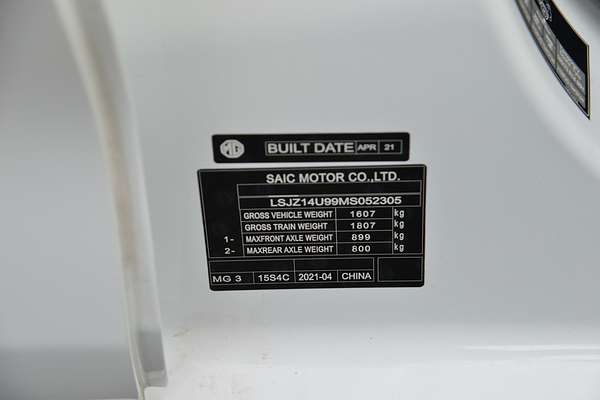 MG BUILT DATE APR 21
SAIC MOTOR CO.,LTD.
LSJZ14U99MS052305
GROSS VEHICLE WEIGHT 1607 kg
GROSS TRAIN WEIGHT 1807 kg
1- MAXFRONT AXLE WEIGHT 899 kg
2- MAXREAR AXLE WEIGHT 800 kg
MG 3 15S4C 2021-04 CHINA